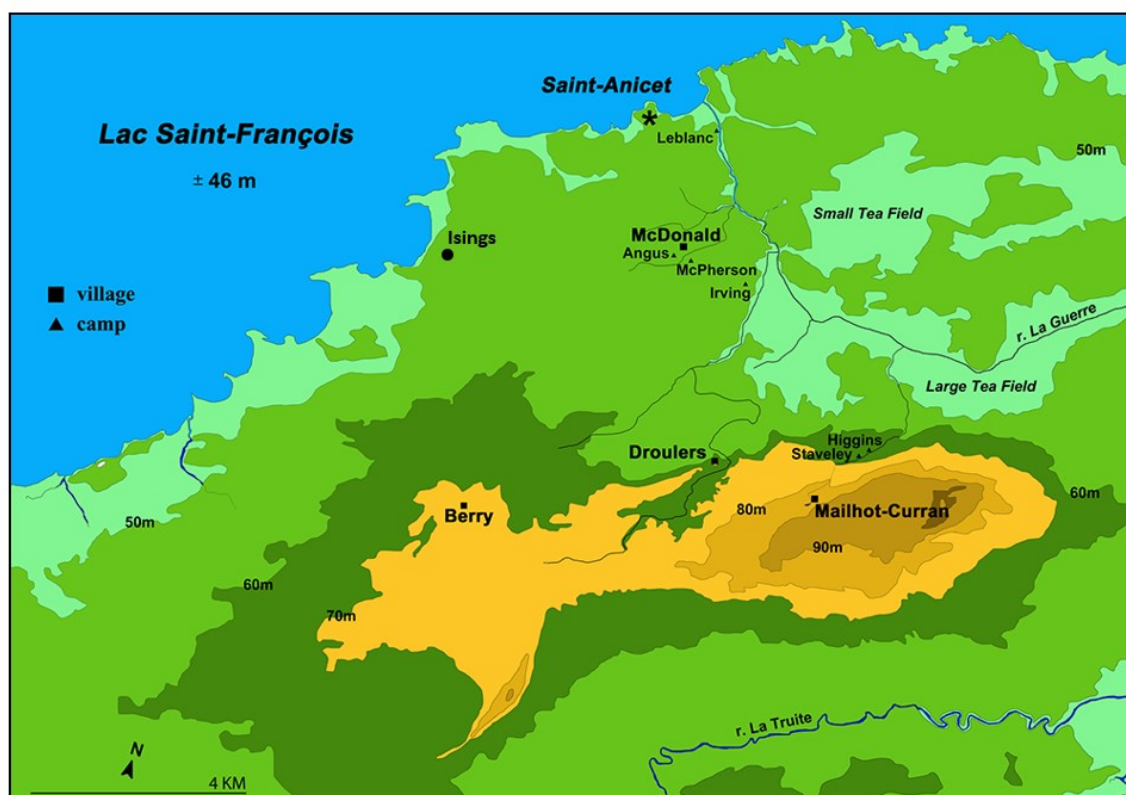 Saint-Anicet
*
Lac Saint-François
± 46 m
Leblanc
50m
Small Tea Field
McDonald
Isings
Angus
McPherson
Irving
village
camp
r. La Guerre
Large Tea Field
Higgins
Droulers
Staveley
60m
Berry
80m
Mailhot-Curran
50m
90m
60m
70m
r. La Truite
N
4 KM